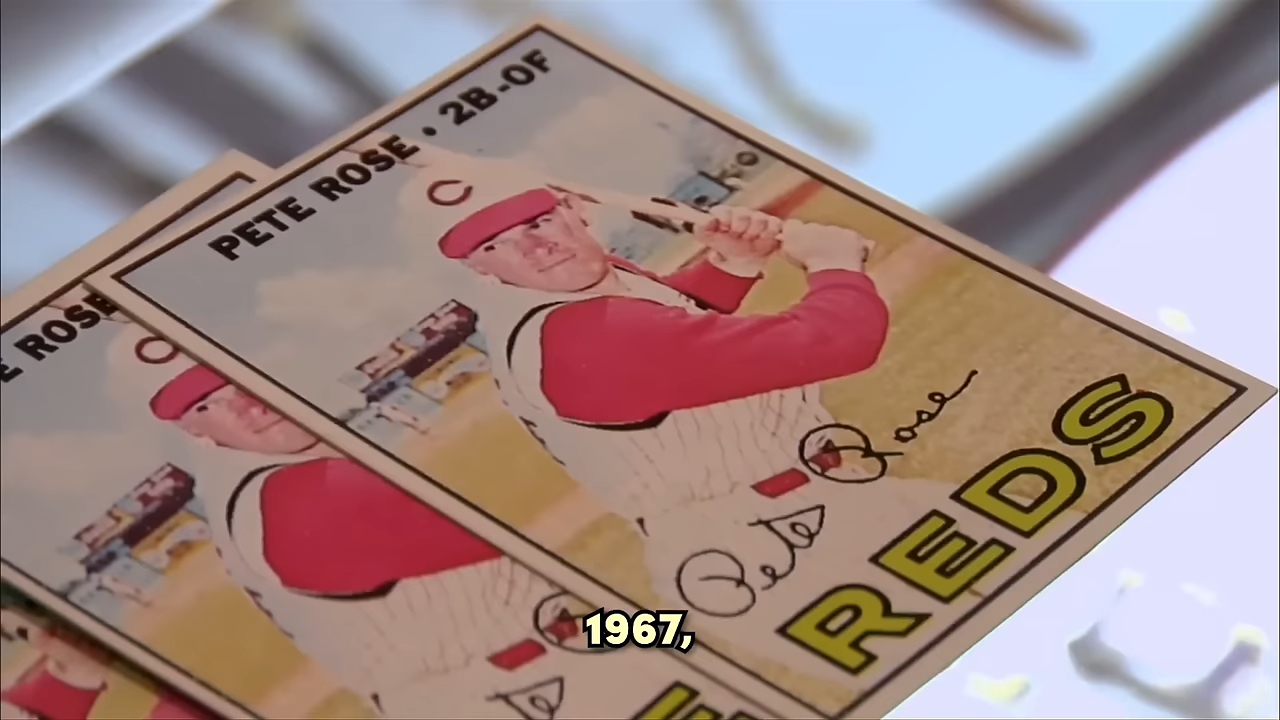 PETE ROSE • 2B-OF
C
Pete Rose
REDS
E ROSE
C
1967,